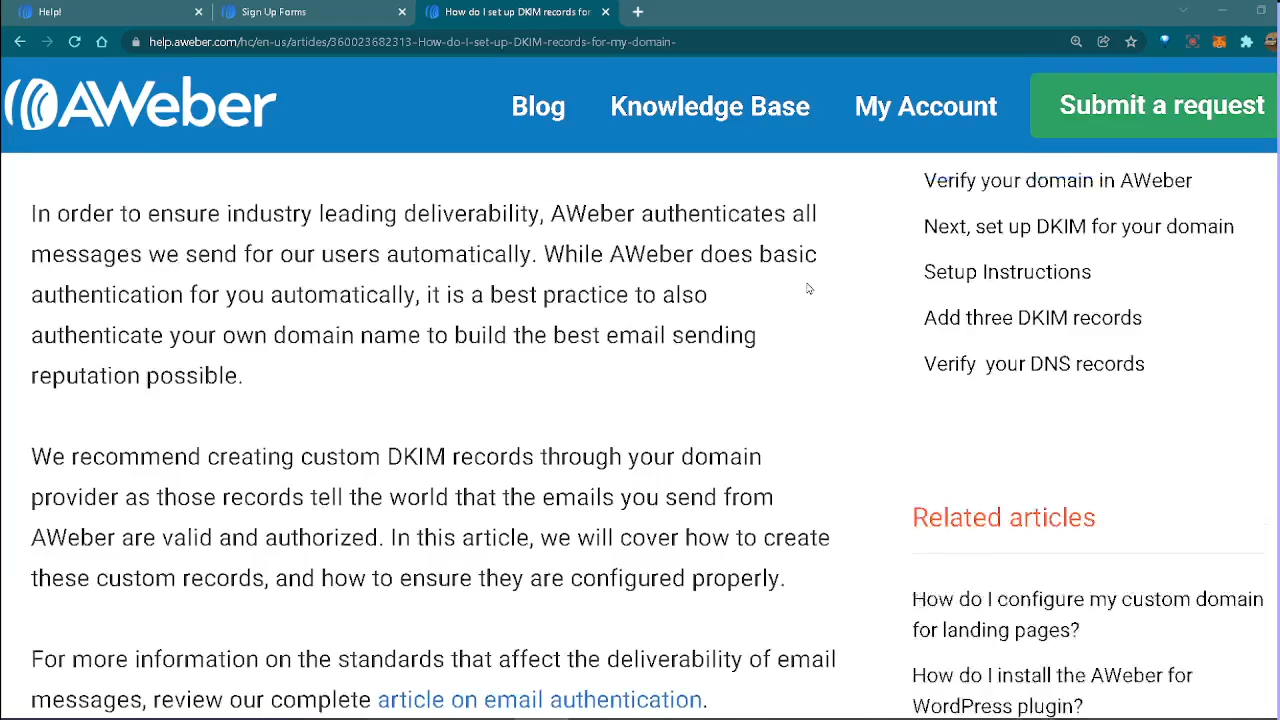 Help!
Sign Up Forms
How do I set up DKIM records for
help.aweber.com/hc/en-us/articles/360023682313-How-do-I-set-up-DKIM-records-for-my-domain-
AWeber
Blog
Knowledge Base
My Account
Submit a request
In order to ensure industry leading deliverability, AWeber authenticates all
messages we send for our users automatically. While AWeber does basic
authentication for you automatically, it is a best practice to also
authenticate your own domain name to build the best email sending
reputation possible.
We recommend creating custom DKIM records through your domain
provider as those records tell the world that the emails you send from
AWeber are valid and authorized. In this article, we will cover how to create
these custom records, and how to ensure they are configured properly.
For more information on the standards that affect the deliverability of email
messages, review our complete article on email authentication.
Verify your domain in AWeber
Next, set up DKIM for your domain
Setup Instructions
Add three DKIM records
Verify  your DNS records
Related articles
How do I configure my custom domain
for landing pages?
How do I install the AWeber for
WordPress plugin?